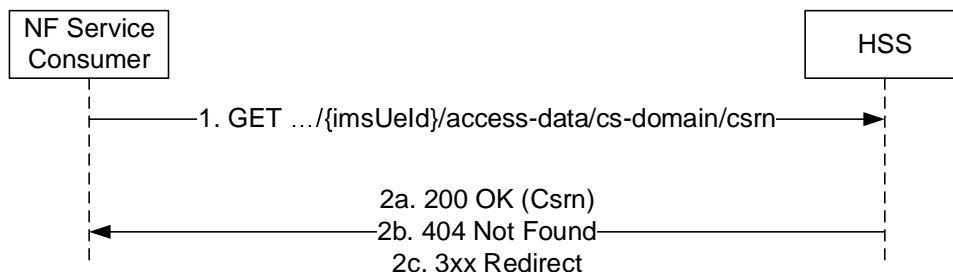 NF Service
Consumer
HSS
1. GET …/{imsUeId}/access-data/cs-domain/csrn
2a. 200 OK (Csrn)
2b. 404 Not Found
2c. 3xx Redirect